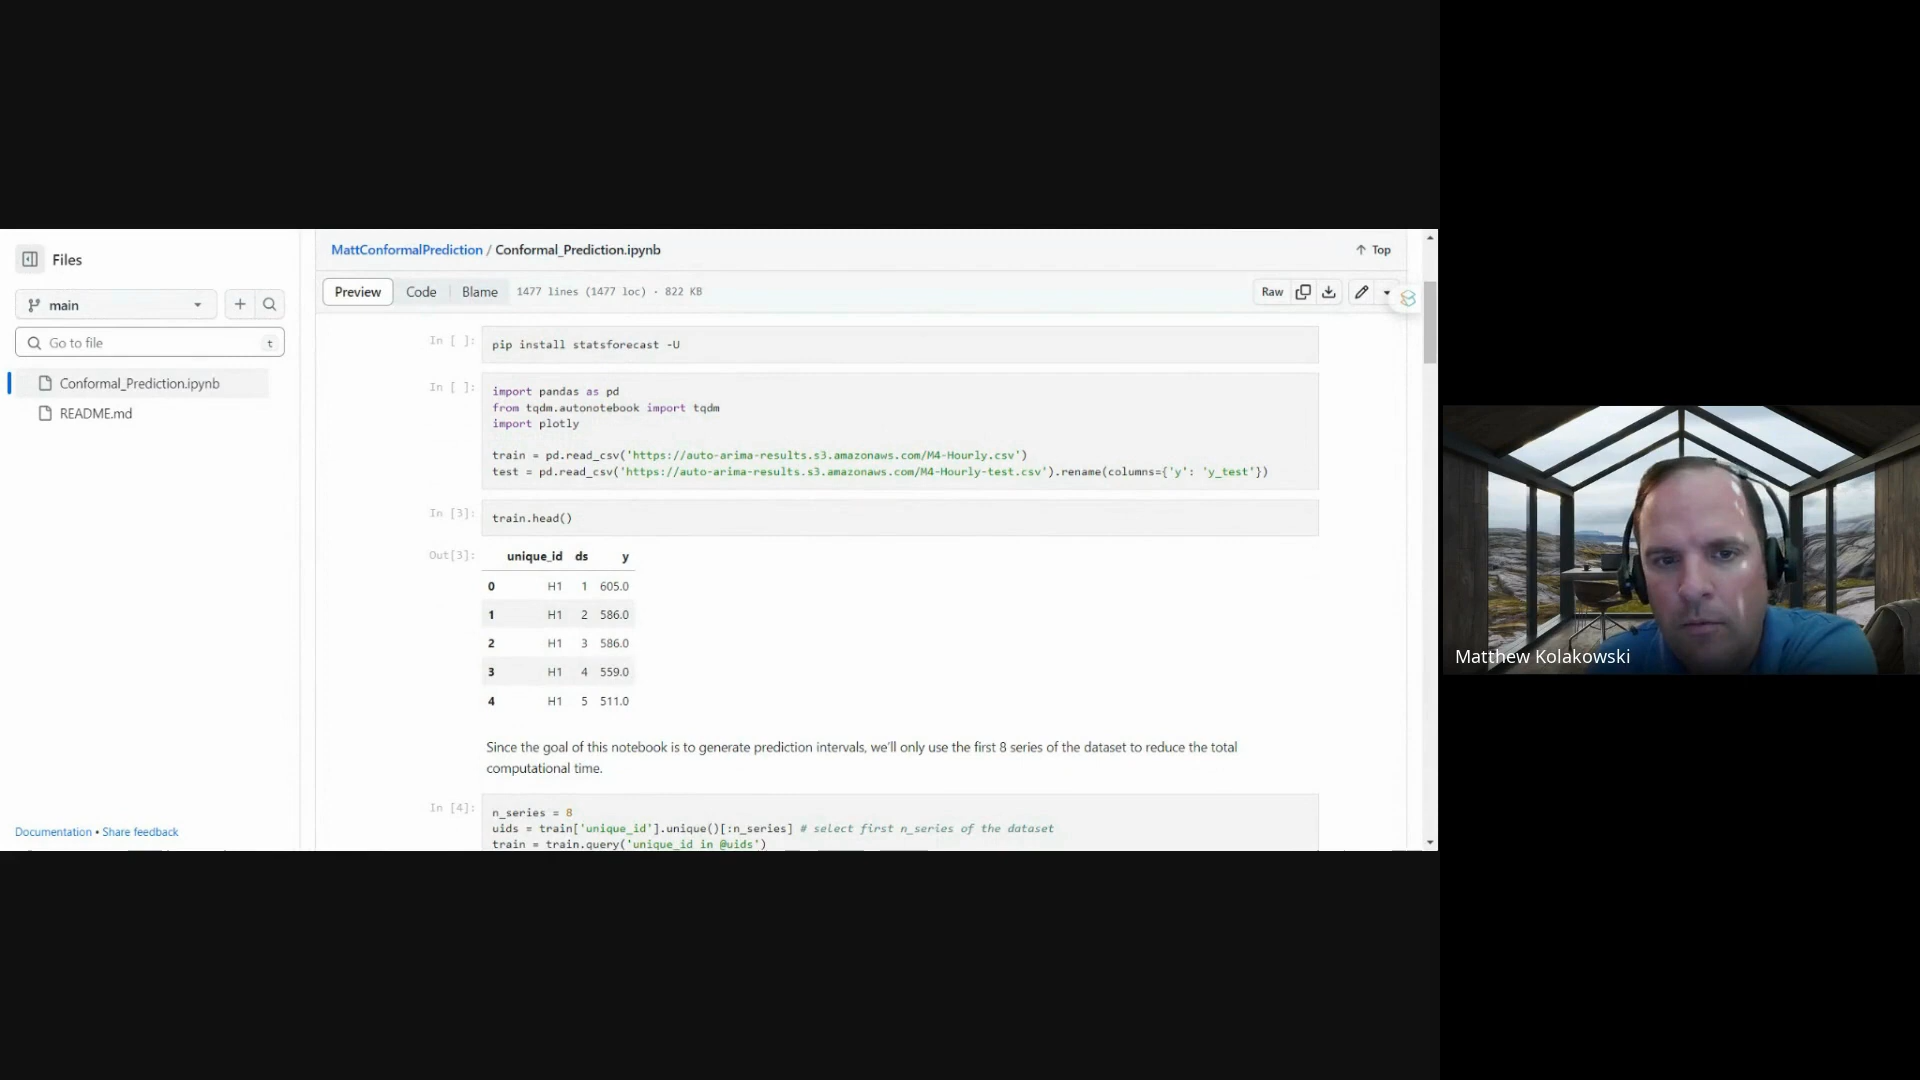 Files
main
Go to file
t
Conformal_Prediction.ipynb
README.md
Documentation • Share feedback
MattConformalPrediction / Conformal_Prediction.ipynb
Top
Preview Code Blame 1477 lines (1477 loc) · 822 KB
Raw
In [ ]:
pip install statsforecast -U
In [ ]:
import pandas as pd
from tqdm.autonotebook import tqdm
import plotly
train = pd.read_csv('https://auto-arima-results.s3.amazonaws.com/M4-Hourly.csv')
test = pd.read_csv('https://auto-arima-results.s3.amazonaws.com/M4-Hourly-test.csv').rename(columns={'y': 'y_test'})
In [3]:
train.head()
Out[3]:
unique_id ds y
0 H1 1 605.0
1 H1 2 586.0
2 H1 3 586.0
3 H1 4 559.0
4 H1 5 511.0
Since the goal of this notebook is to generate prediction intervals, we'll only use the first 8 series of the dataset to reduce the total
computational time.
In [4]:
n_series = 8
uids = train['unique_id'].unique()[:n_series] # select first n_series of the dataset
train = train.query('unique_id in @uids')
Matthew Kolakowski